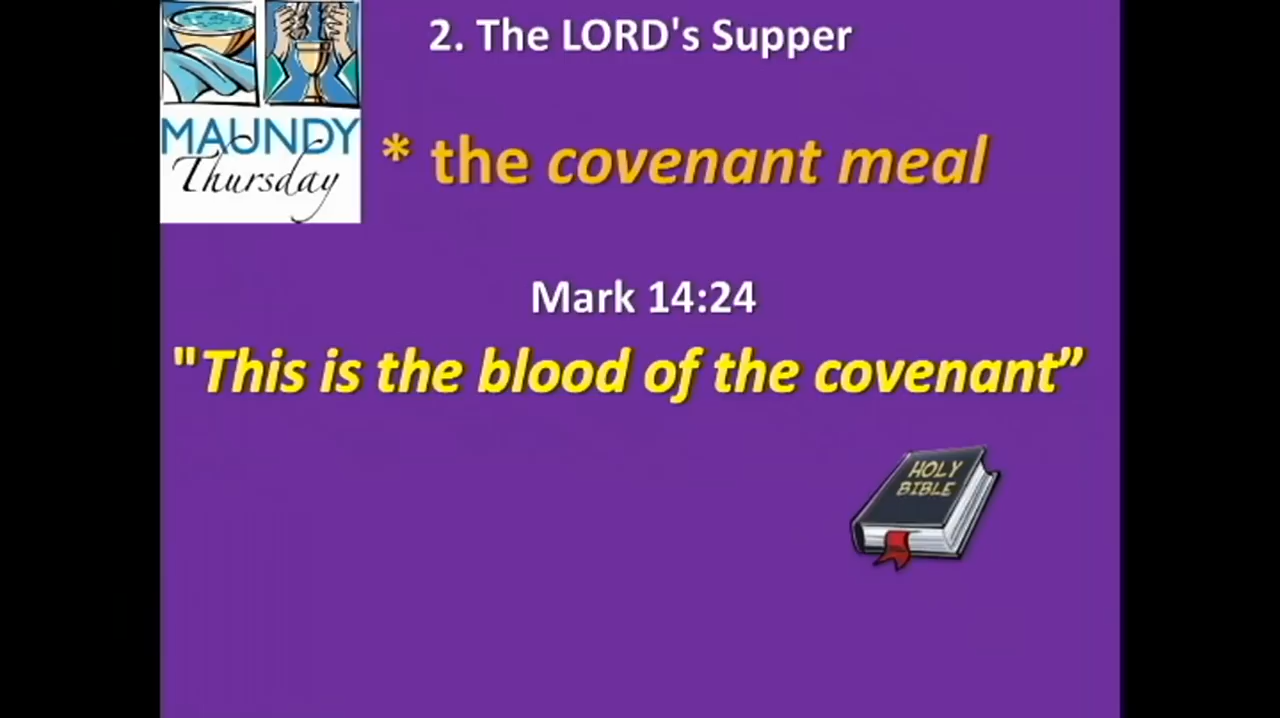 2. The LORD's Supper
MAUNDY
Thursday
* the covenant meal
Mark 14:24
"This is the blood of the covenant”
HOLY
BIBLE